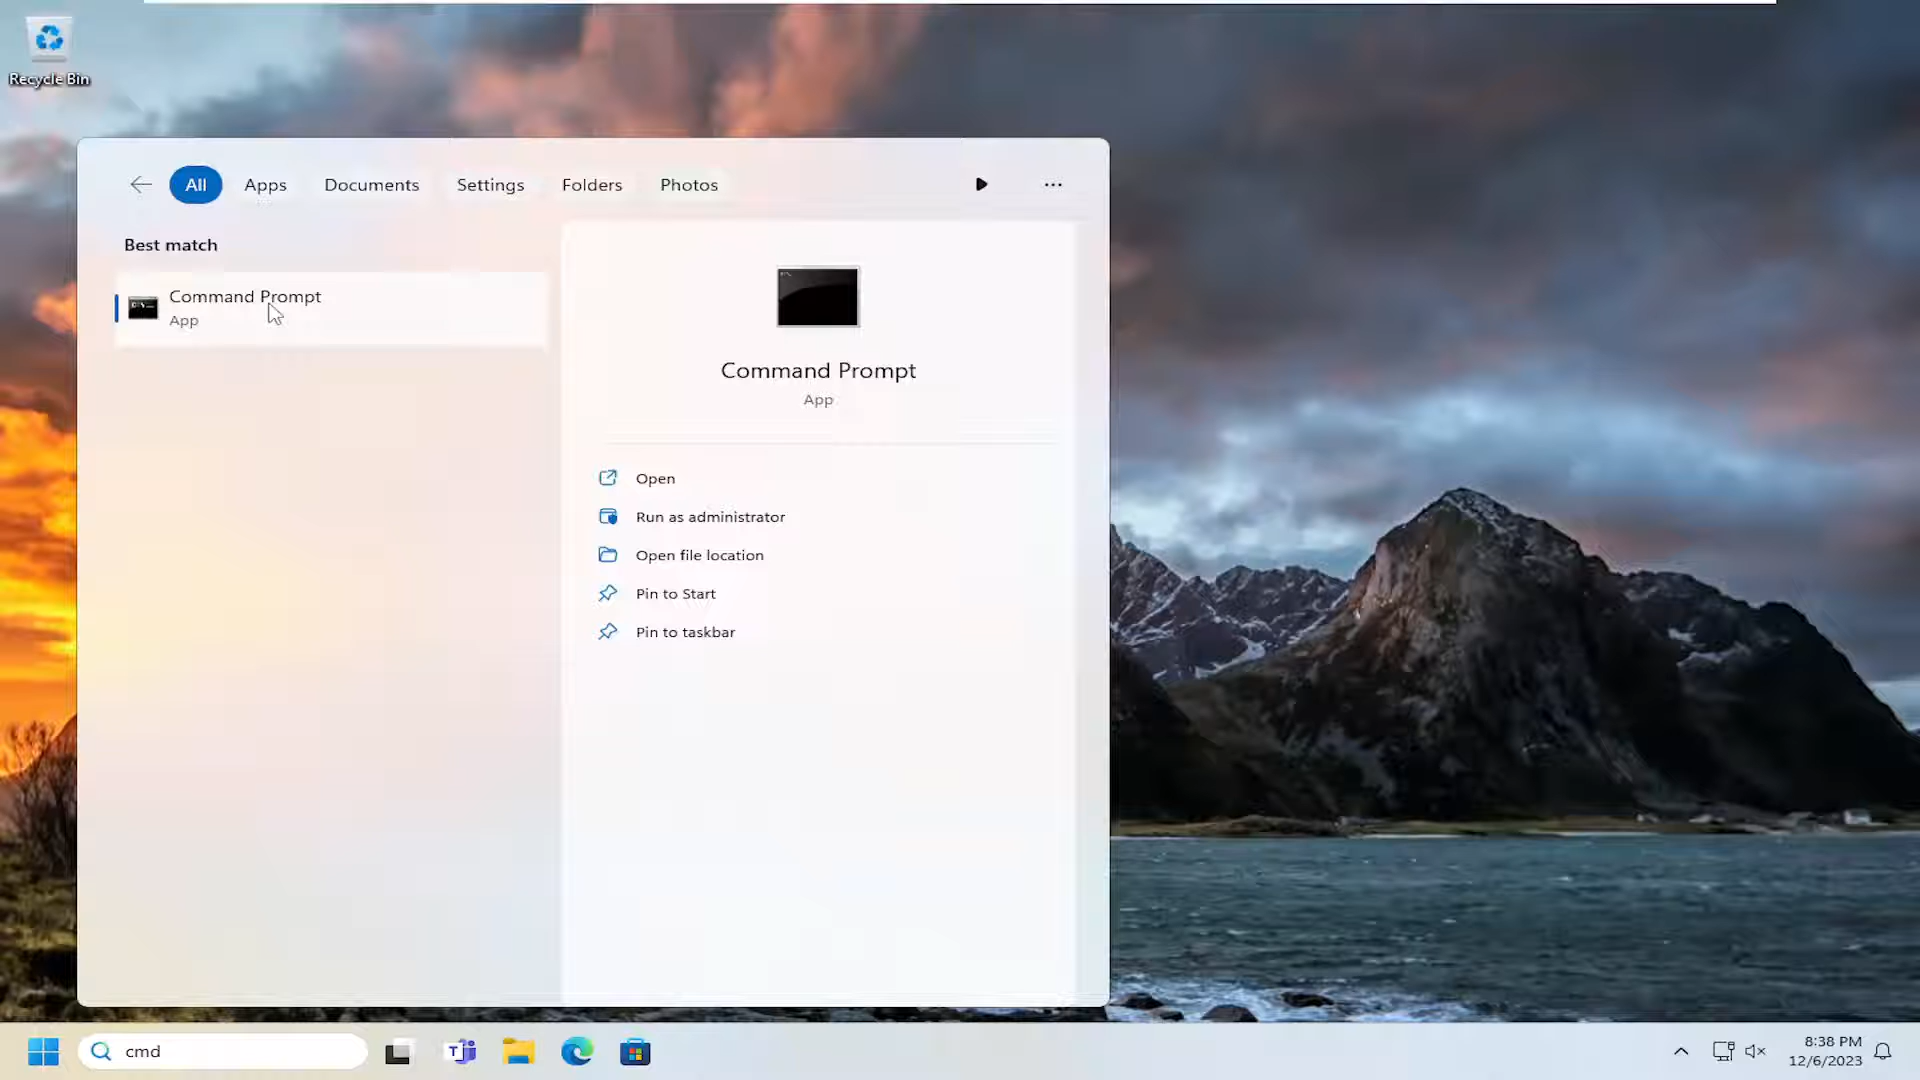 Recycle Bin
All Apps Documents Settings Folders Photos
Best match
Command Prompt
App
Command Prompt
App
Open
Run as administrator
Open file location
Pin to Start
Pin to taskbar
cmd
8:38 PM
12/6/2023